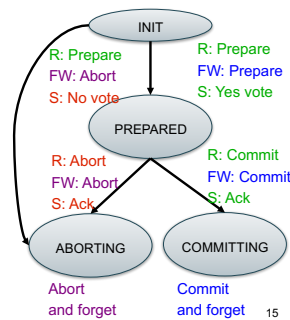 INIT
R: Prepare
FW: Abort
S: No vote
R: Prepare
FW: Prepare
S: Yes vote
PREPARED
R: Abort
FW: Abort
S: Ack
R: Commit
FW: Commit
S: Ack
ABORTING
COMMITTING
Abort
and forget
Commit
and forget
15